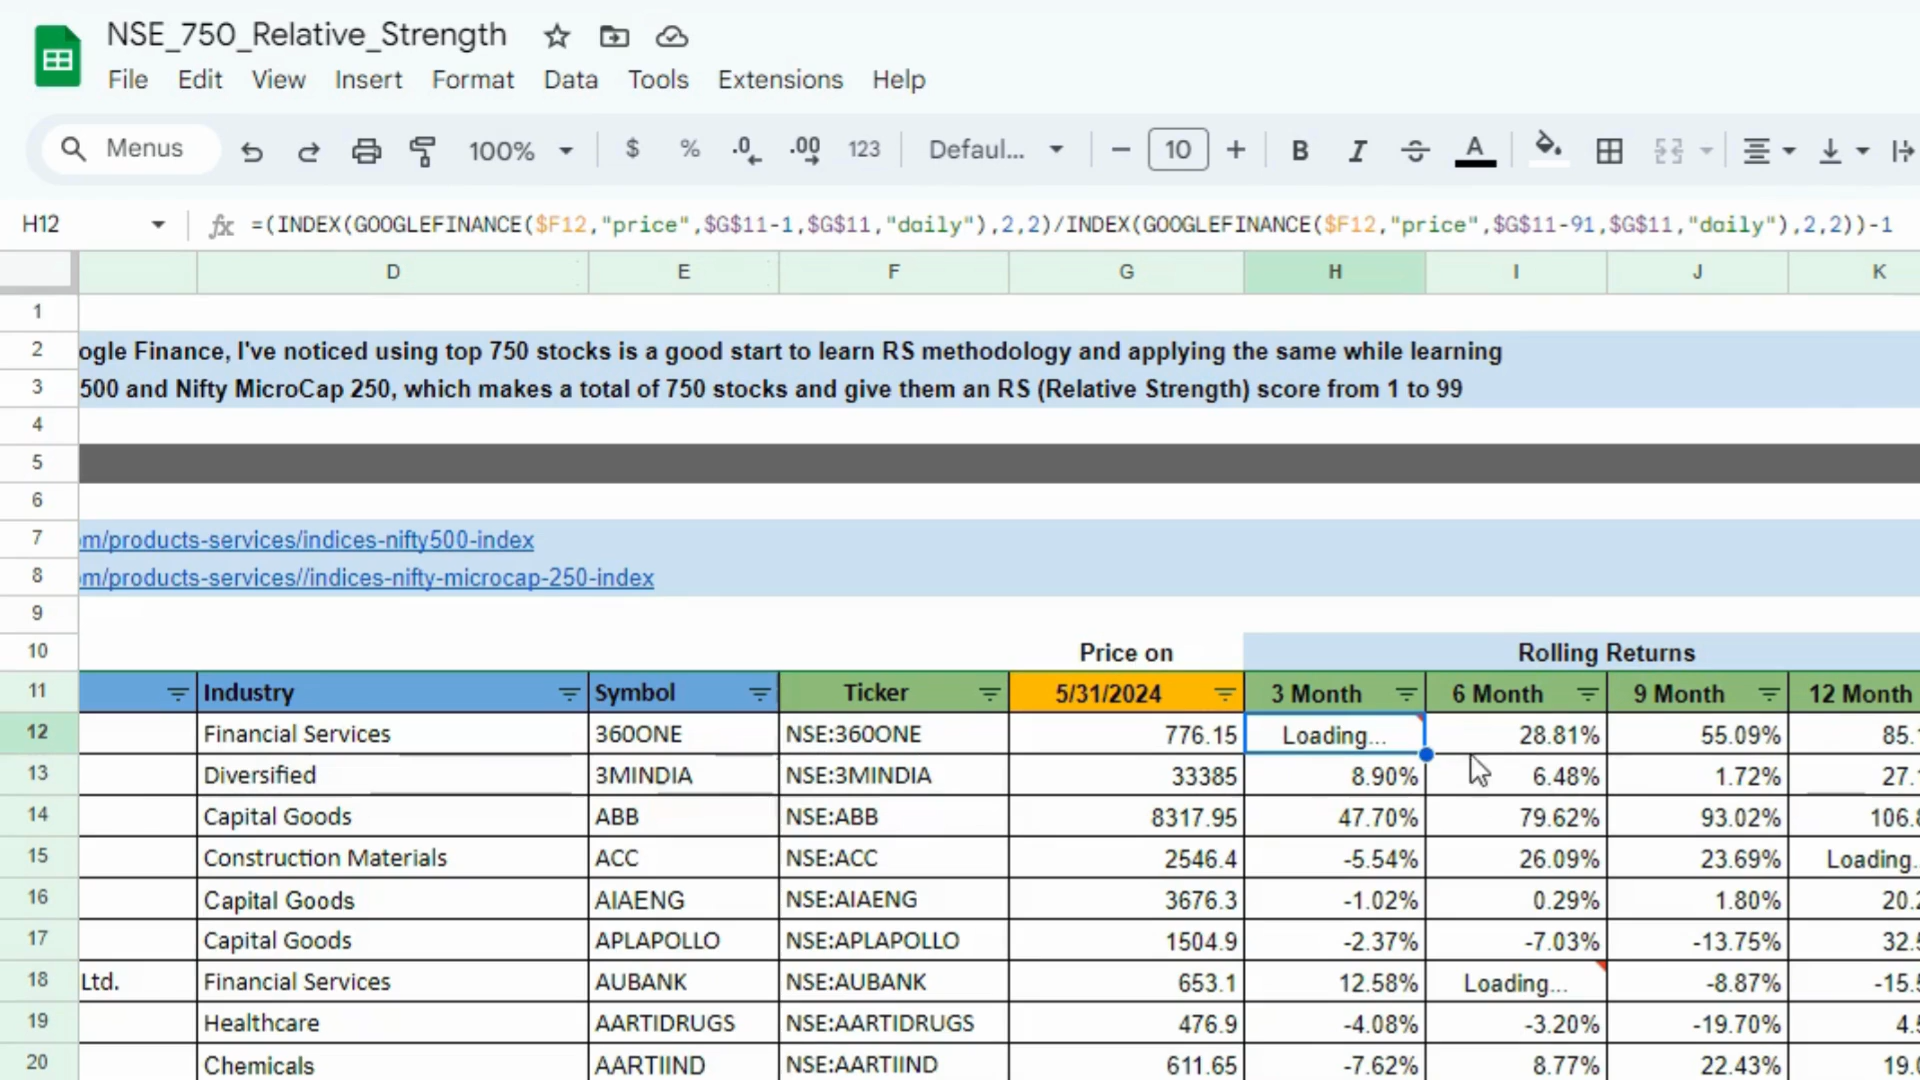 NSE_750_Relative_Strength
File Edit View Insert Format Data Tools Extensions Help
Menus 100% $ % .0 .00 123 Defaul... 10 B I A
H12 fx =(INDEX(GOOGLEFINANCE($F12,"price",$G$11-1,$G$11,"daily"),2,2)/INDEX(GOOGLEFINANCE($F12,"price",$G$11-91,$G$11,"daily"),2,2))-1
D E F G H I J K
1
2 ogle Finance, I've noticed using top 750 stocks is a good start to learn RS methodology and applying the same while learning
3 500 and Nifty MicroCap 250, which makes a total of 750 stocks and give them an RS (Relative Strength) score from 1 to 99
4
5
6
7 m/products-services/indices-nifty500-index
8 m/products-services//indices-nifty-microcap-250-index
9
10 Price on Rolling Returns
11 Industry Symbol Ticker 5/31/2024 3 Month 6 Month 9 Month 12 Month
12 Financial Services 360ONE NSE:360ONE 776.15 Loading... 28.81% 55.09% 85.
13 Diversified 3MINDIA NSE:3MINDIA 33385 8.90% 6.48% 1.72% 27.
14 Capital Goods ABB NSE:ABB 8317.95 47.70% 79.62% 93.02% 106.
15 Construction Materials ACC NSE:ACC 2546.4 -5.54% 26.09% 23.69% Loading.
16 Capital Goods AIAENG NSE:AIAENG 3676.3 -1.02% 0.29% 1.80% 20.
17 Capital Goods APLAPOLLO NSE:APLAPOLLO 1504.9 -2.37% -7.03% -13.75% 32.
18 Ltd. Financial Services AUBANK NSE:AUBANK 653.1 12.58% Loading... -8.87% -15.
19 Healthcare AARTIDRUGS NSE:AARTIDRUGS 476.9 -4.08% -3.20% -19.70% 4.
20 Chemicals AARTIIND NSE:AARTIIND 611.65 -7.62% 8.77% 22.43% 19.